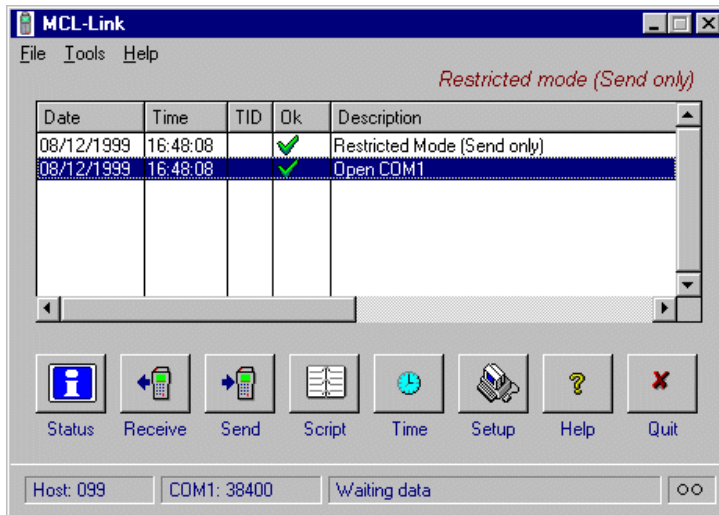 MCL-Link
File Tools Help
Restricted mode (Send only)
Date Time TID Ok Description
08/12/1999 16:48:08 Restricted Mode (Send only)
08/12/1999 16:48:08 Open COM1
Status Receive Send Script Time Setup Help Quit
Host: 099 COM1: 38400 Waiting data